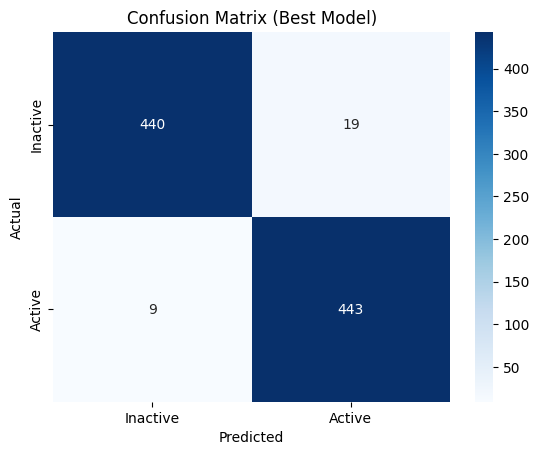 Confusion Matrix (Best Model)
Actual
Inactive
Active
440
19
9
443
Inactive
Active
Predicted
400
350
300
250
200
150
100
50